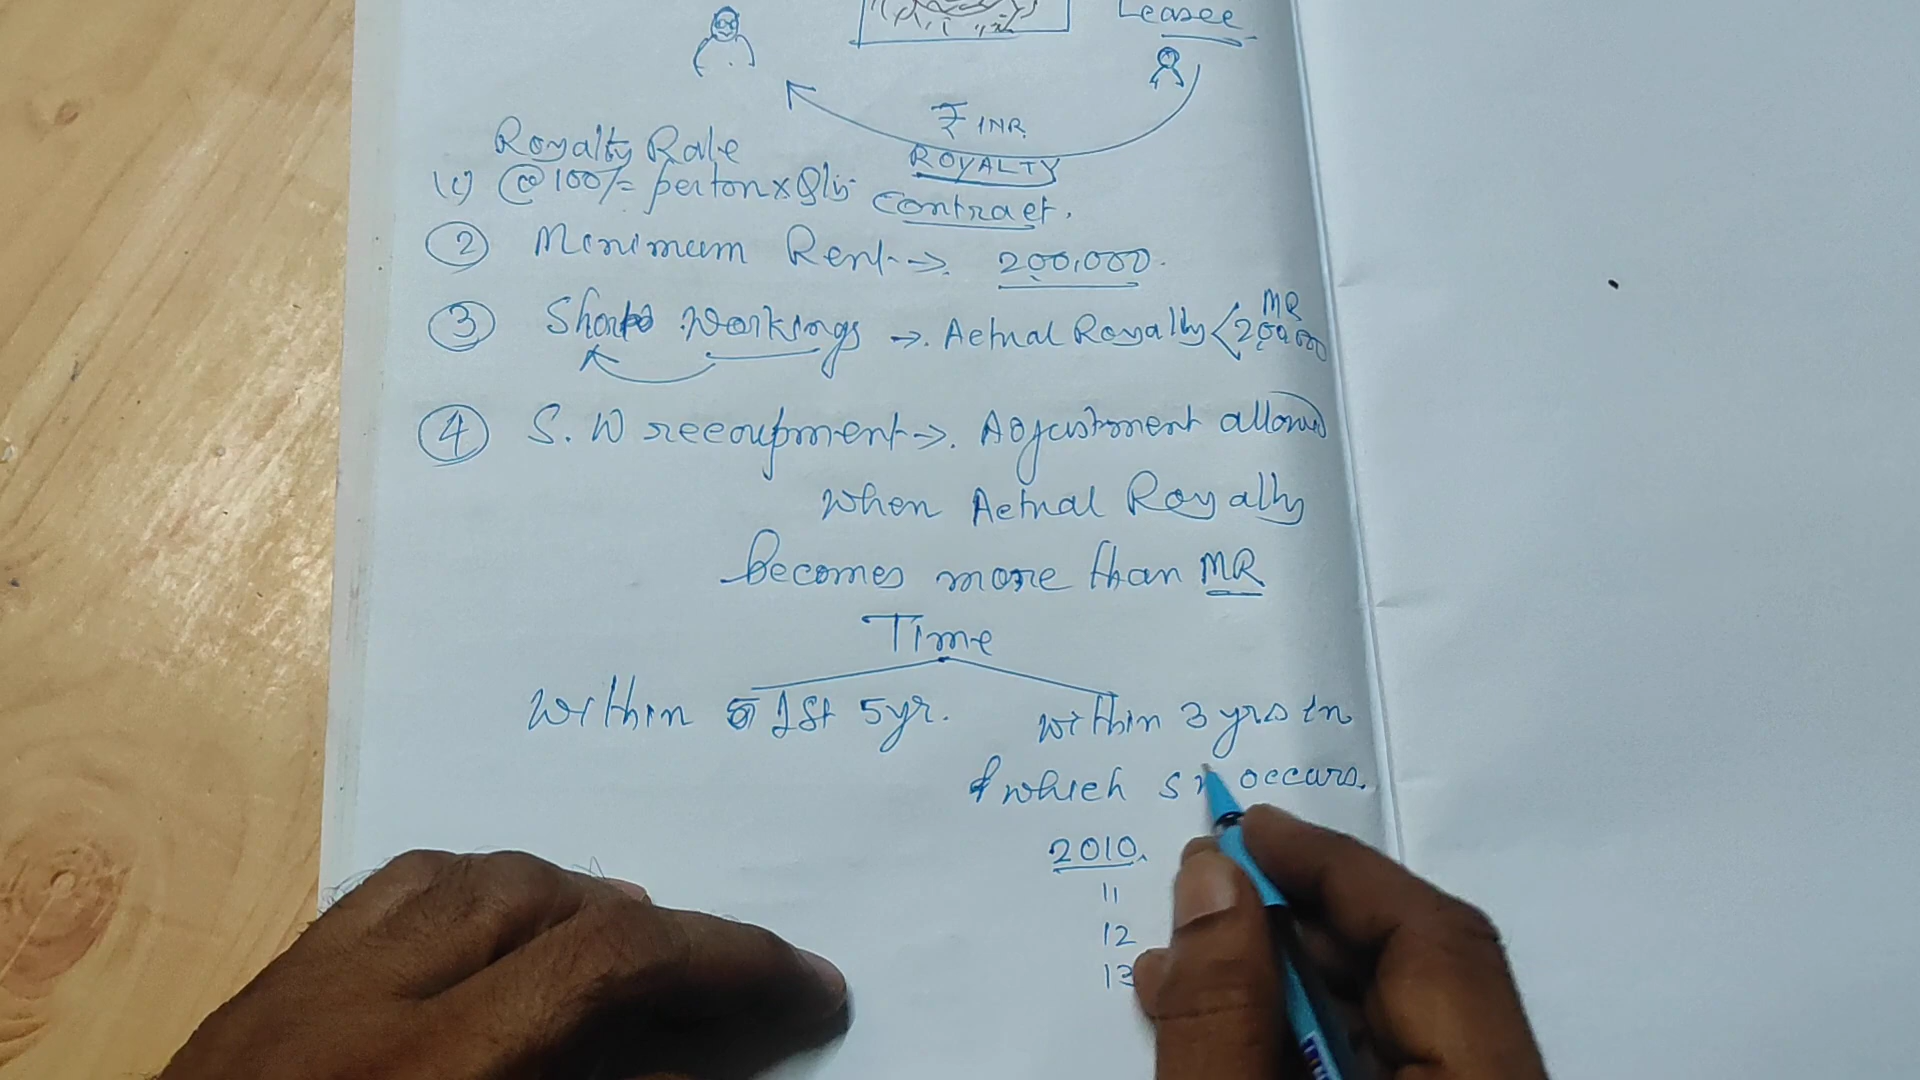 Leasee
₹ INR.
ROYALTY
Royalty Rate
(1) @ 100/- per ton x Qty
contract.
2 Minimum Rent → 200,000.
3 Short Workings → Actual Royalty < MR 200000
4 S.W recoupment → Adjustment allowed
when Actual Royalty
becomes more than MR
Time
Within 1st 5yr.
within 3 yrs in
which SW occurs.
2010.
11
12
13